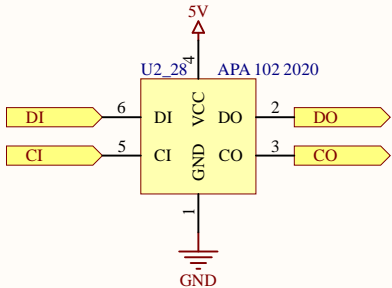 5V
4
U2_28 APA 102 2020
DI 6 DI VCC DO 2 DO
CI 5 CI GND CO 3 CO
1
GND